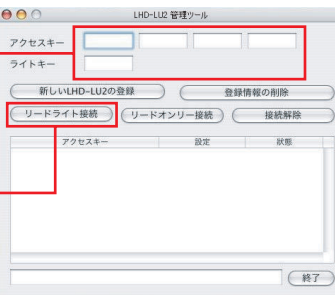 LHD-LU2 管理ツール
アクセスキー
ライトキー
新しいLHD-LU2の登録 登録情報の削除
リードライト接続 リードオンリー接続 接続解除
アクセスキー 設定 状態
終了